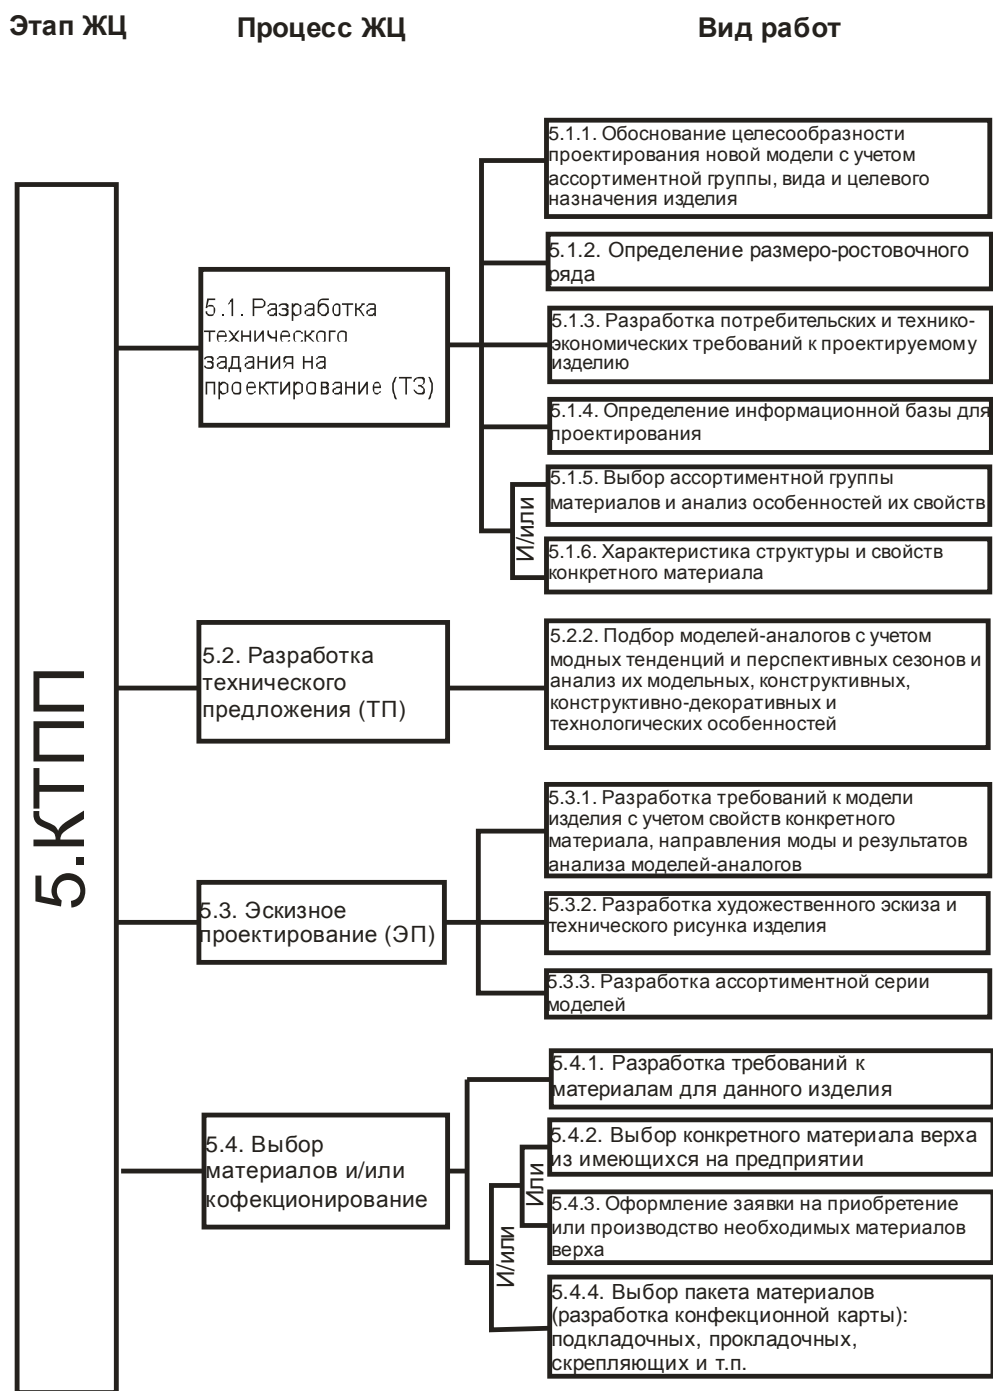 Этап ЖЦ
Процесс ЖЦ
Вид работ
5.КТПП
5.1. Разработка
технического
задания на
проектирование (ТЗ)
5.1.1. Обоснование целесообразности
проектирования новой модели с учетом
ассортиментной группы, вида и целевого
назначения изделия
5.1.2. Определение размеро-ростовочного
ряда
5.1.3. Разработка потребительских и технико-
экономических требований к проектируемому
изделию
5.1.4. Определение информационной базы для
проектирования
И/или
5.1.5. Выбор ассортиментной группы
материалов и анализ особенностей их свойств
5.1.6. Характеристика структуры и свойств
конкретного материала
5.2. Разработка
технического
предложения (ТП)
5.2.2. Подбор моделей-аналогов с учетом
модных тенденций и перспективных сезонов и
анализ их модельных, конструктивных,
конструктивно-декоративных и
технологических особенностей
5.3. Эскизное
проектирование (ЭП)
5.3.1. Разработка требований к модели
изделия с учетом свойств конкретного
материала, направления моды и результатов
анализа моделей-аналогов
5.3.2. Разработка художественного эскиза и
технического рисунка изделия
5.3.3. Разработка ассортиментной серии
моделей
5.4. Выбор
материалов и/или
кофекционирование
5.4.1. Разработка требований к
материалам для данного изделия
И/или
Или
5.4.2. Выбор конкретного материала верха
из имеющихся на предприятии
5.4.3. Оформление заявки на приобретение
или производство необходимых материалов
верха
5.4.4. Выбор пакета материалов
(разработка конфекционной карты):
подкладочных, прокладочных,
скрепляющих и т.п.